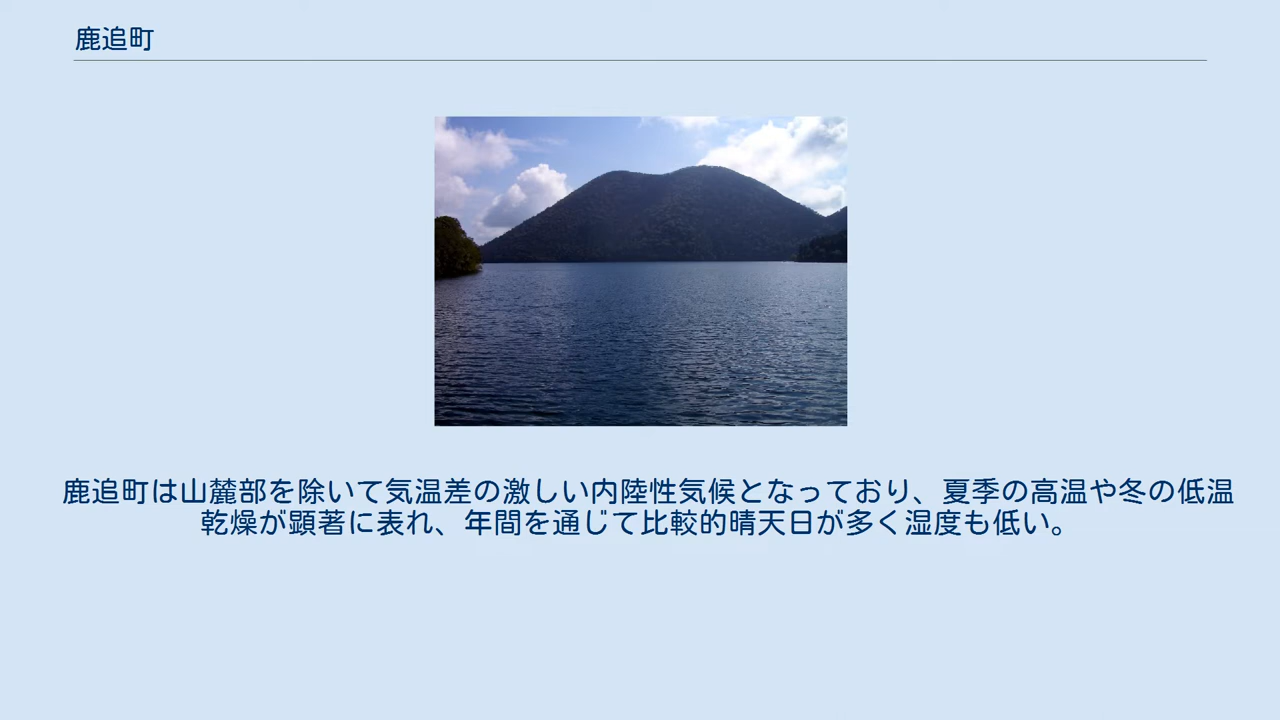 鹿追町
鹿追町は山麓部を除いて気温差の激しい内陸性気候となっており、夏季の高温や冬の低温
乾燥が顕著に表れ、年間を通じて比較的晴天日が多く湿度も低い。